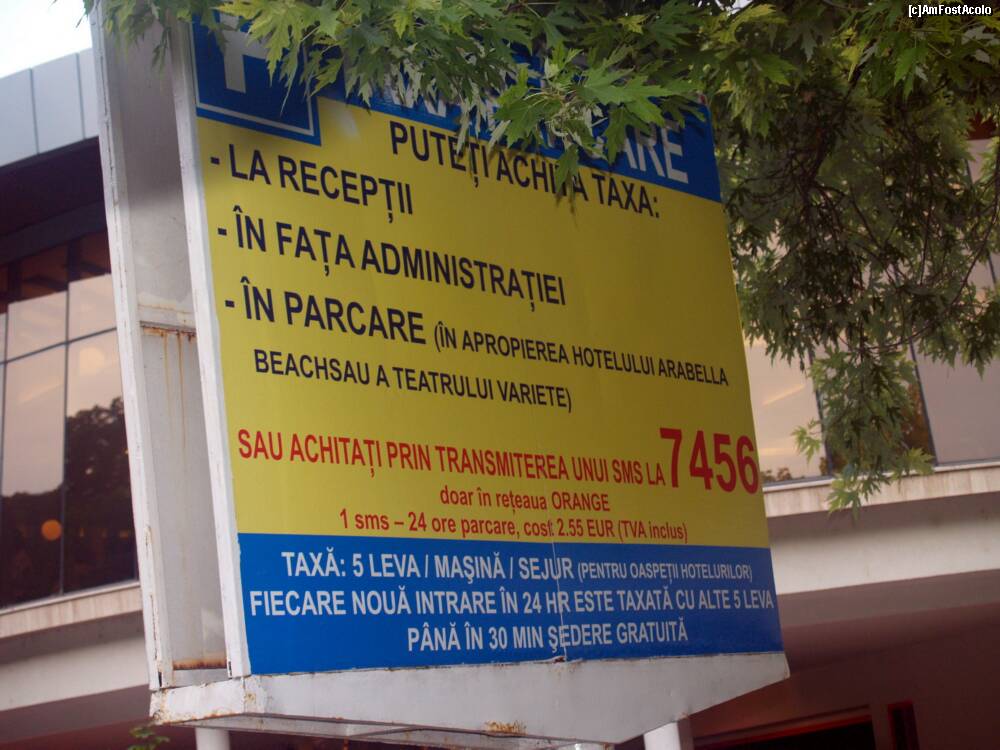 [c]AmFostAcolo
P
PUTEȚI ACHITA TAXA:
- LA RECEPȚII
- ÎN FAȚA ADMINISTRAȚIEI
- ÎN PARCARE (ÎN APROPIEREA HOTELULUI ARABELLA
BEACHSAU A TEATRULUI VARIETE)
SAU ACHITAȚI PRIN TRANSMITEREA UNUI SMS LA 7456
doar în rețeaua ORANGE
1 sms – 24 ore parcare, cost 2.55 EUR (TVA inclus)
TAXĂ: 5 LEVA / MAȘINĂ / SEJUR (PENTRU OASPEȚII HOTELURILOR)
FIECARE NOUĂ INTRARE ÎN 24 HR ESTE TAXATĂ CU ALTE 5 LEVA
PÂNĂ ÎN 30 MIN ȘEDERE GRATUITĂ